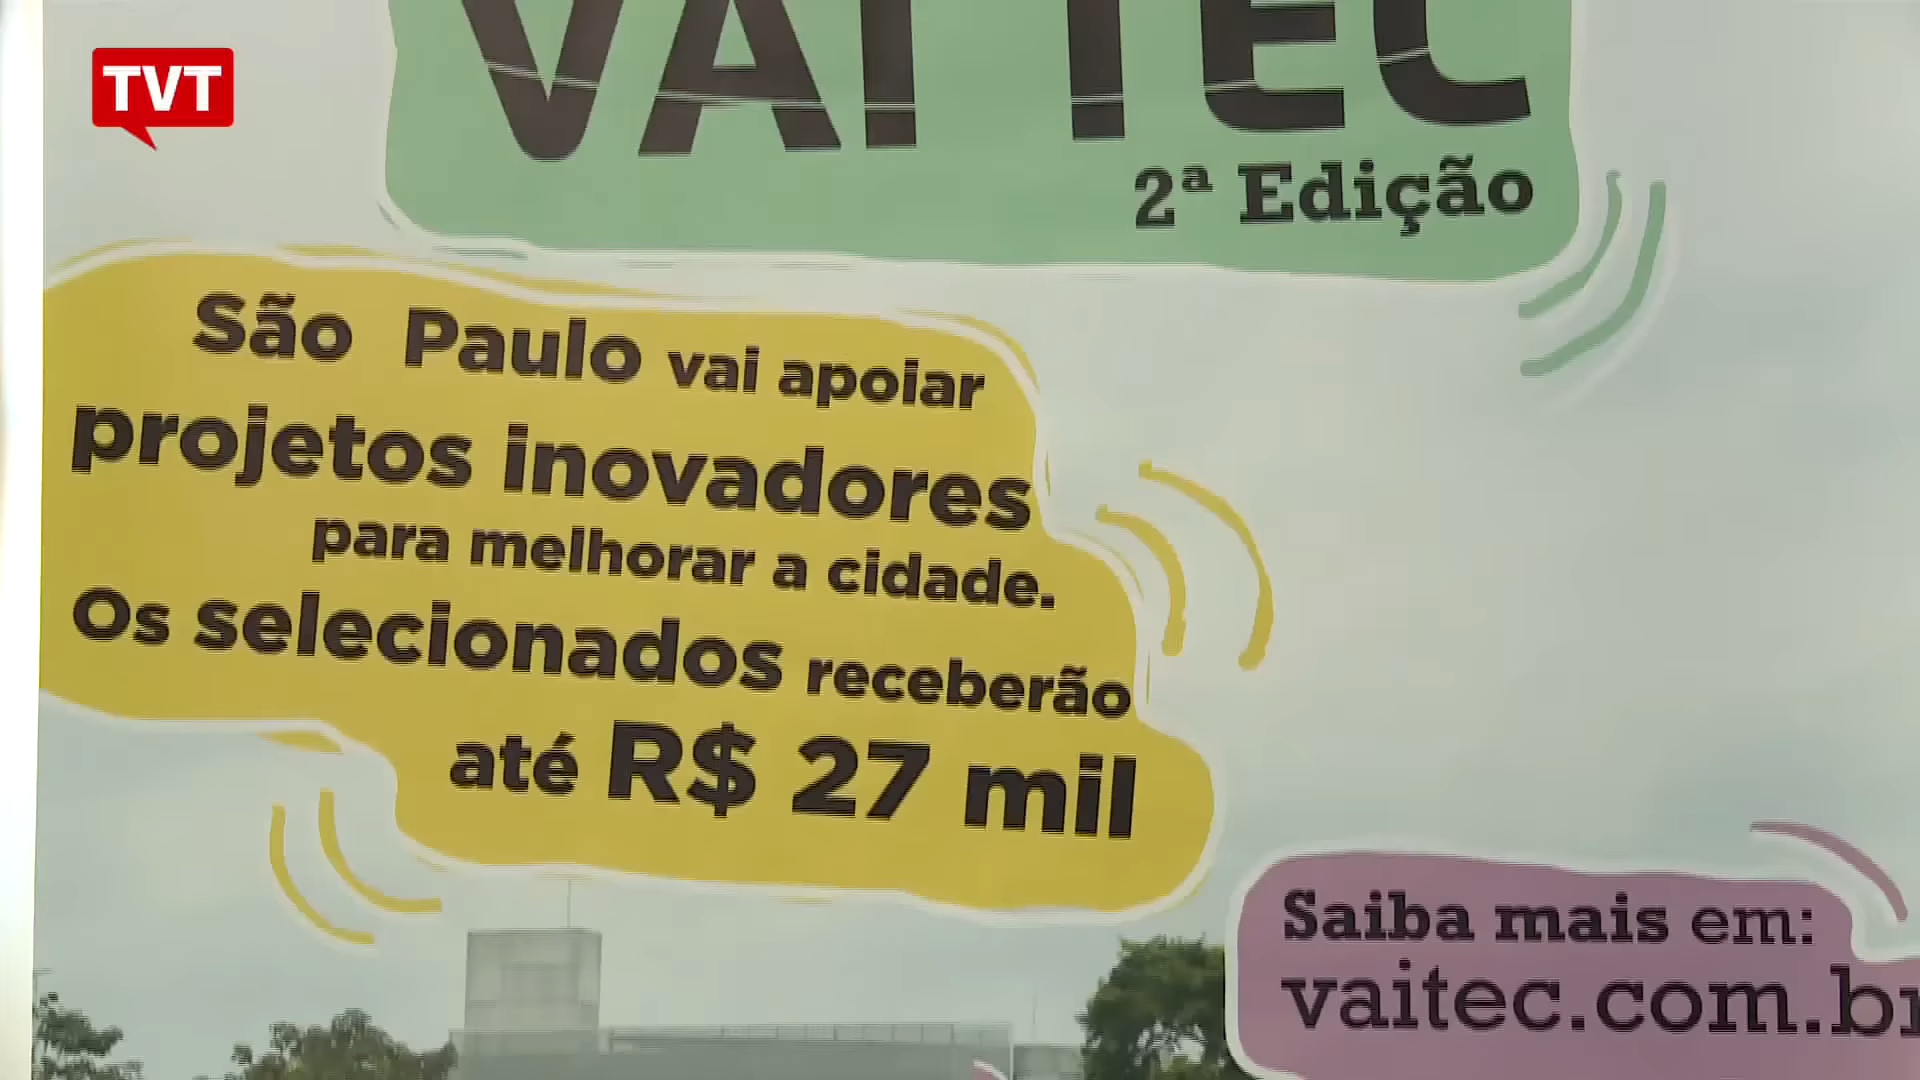 TVT
VAI TEC
2ª Edição
São Paulo vai apoiar
projetos inovadores
para melhorar a cidade.
Os selecionados receberão
até R$ 27 mil
Saiba mais em:
vaitec.com.br